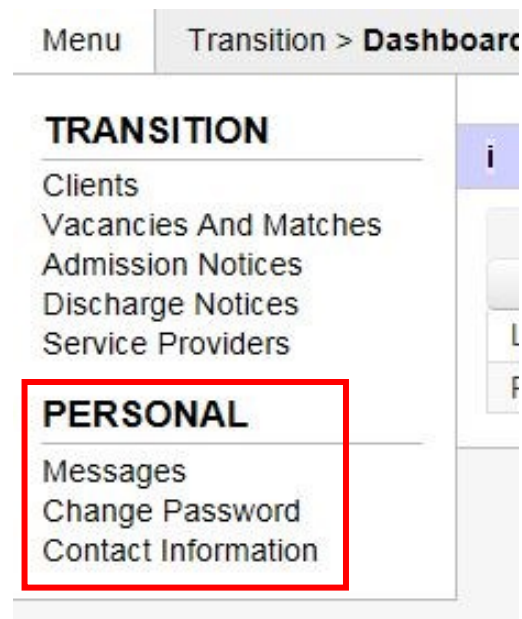 Menu Transition > Dashboard
TRANSITION
i
Clients
Vacancies And Matches
Admission Notices
Discharge Notices
Service Providers
PERSONAL
Messages
Change Password
Contact Information